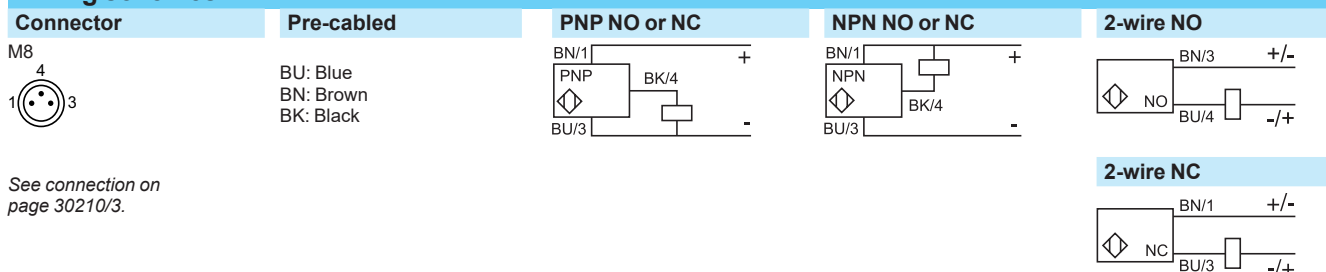 Connector
M8
4
1 3
See connection on
page 30210/3.
Pre-cabled
BU: Blue
BN: Brown
BK: Black
PNP NO or NC
BN/1 +
PNP BK/4
BU/3 -
NPN NO or NC
BN/1 +
NPN
BK/4
BU/3 -
2-wire NO
BN/3 +/-
NO
BU/4 -/+
2-wire NC
BN/1 +/-
NC
BU/3 -/+